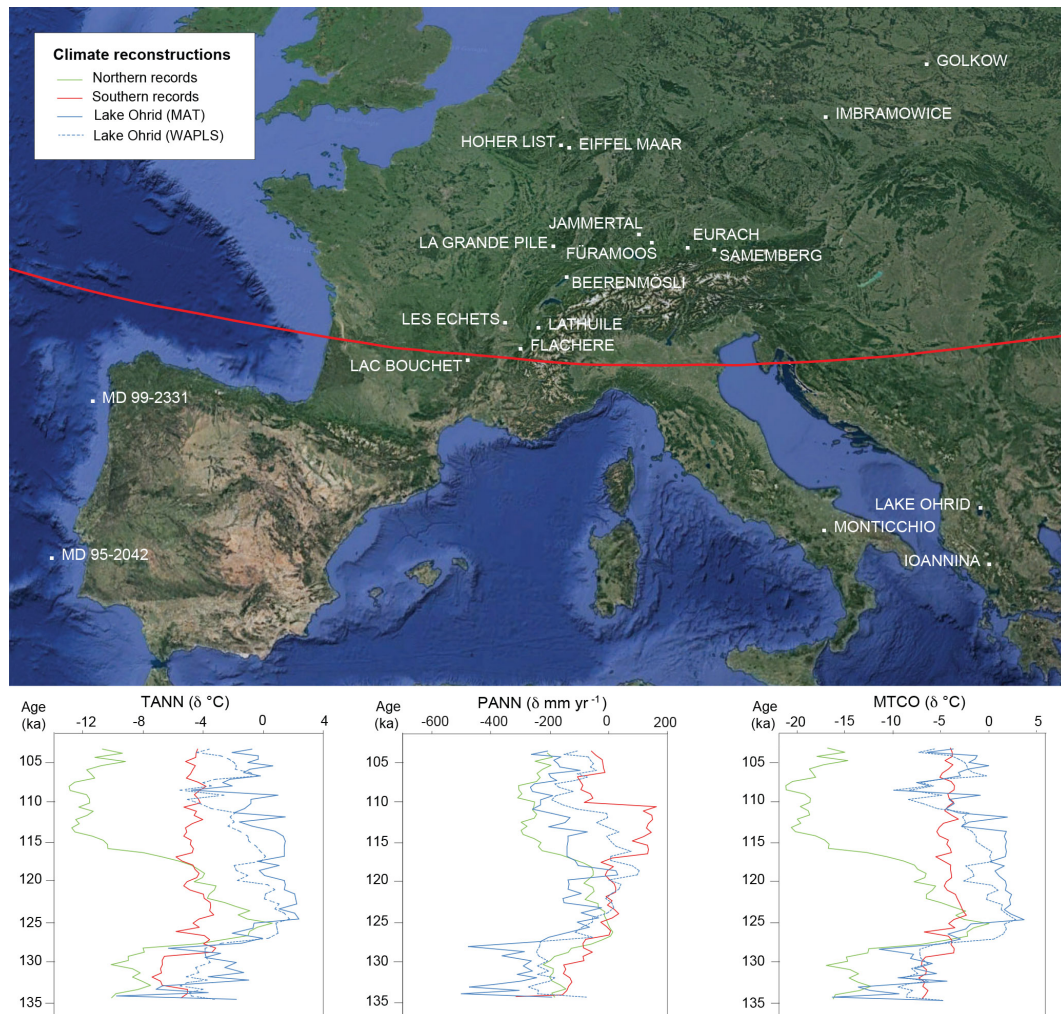 Climate reconstructions
Northern records
Southern records
Lake Ohrid (MAT)
Lake Ohrid (WAPLS)
GOLKOW
IMBRAMOWICE
HOHER LIST
EIFFEL MAAR
JAMMERTAL
LA GRANDE PILE
FÜRAMOOS
EURACH
SAMEMBERG
BEERENMÖSLI
LES ECHETS
LATHUILE
FLACHERE
LAC BOUCHET
MD 99-2331
LAKE OHRID
MONTICCHIO
MD 95-2042
IOANNINA
TANN (δ °C)
Age
(ka)
-12 -8 -4 0 4
105
110
115
120
125
130
135
PANN (δ mm yr⁻¹)
Age
(ka)
-600 -400 -200 0 200
105
110
115
120
125
130
135
MTCO (δ °C)
Age
(ka)
-20 -15 -10 -5 0 5
105
110
115
120
125
130
135